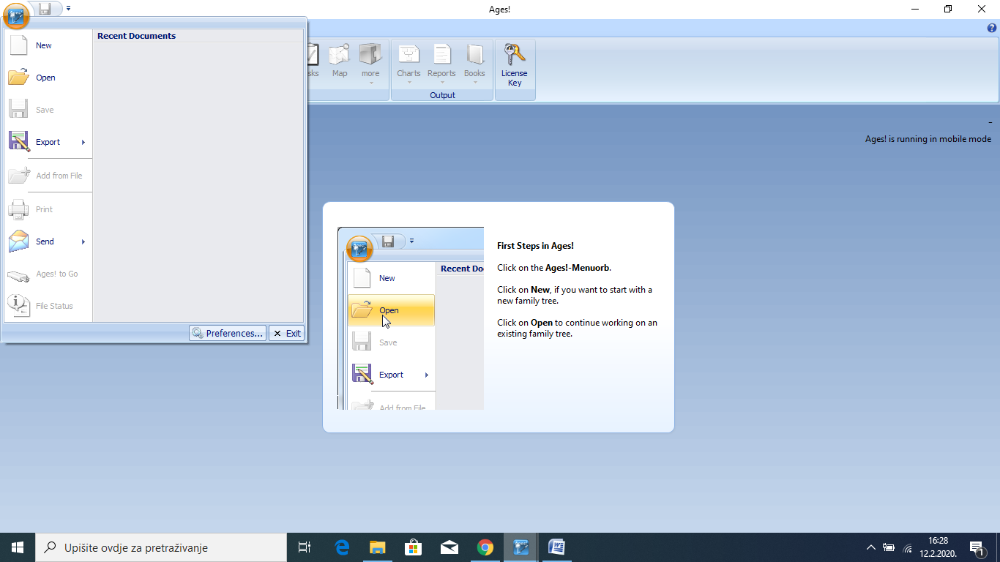 Ages!
Recent Documents
New
Open
Save
Export
Add from File
Print
Send
Ages! to Go
File Status
Preferences...
Exit
sks
Map
more
Charts
Reports
Books
Output
License
Key
-
Ages! is running in mobile mode
Recent Do
New
Open
Save
Export
Add from File
First Steps in Ages!
Click on the Ages!-Menuorb.
Click on New, if you want to start with a
new family tree.
Click on Open to continue working on an
existing family tree.
Upišite ovdje za pretraživanje
16:28
12.2.2020.
1